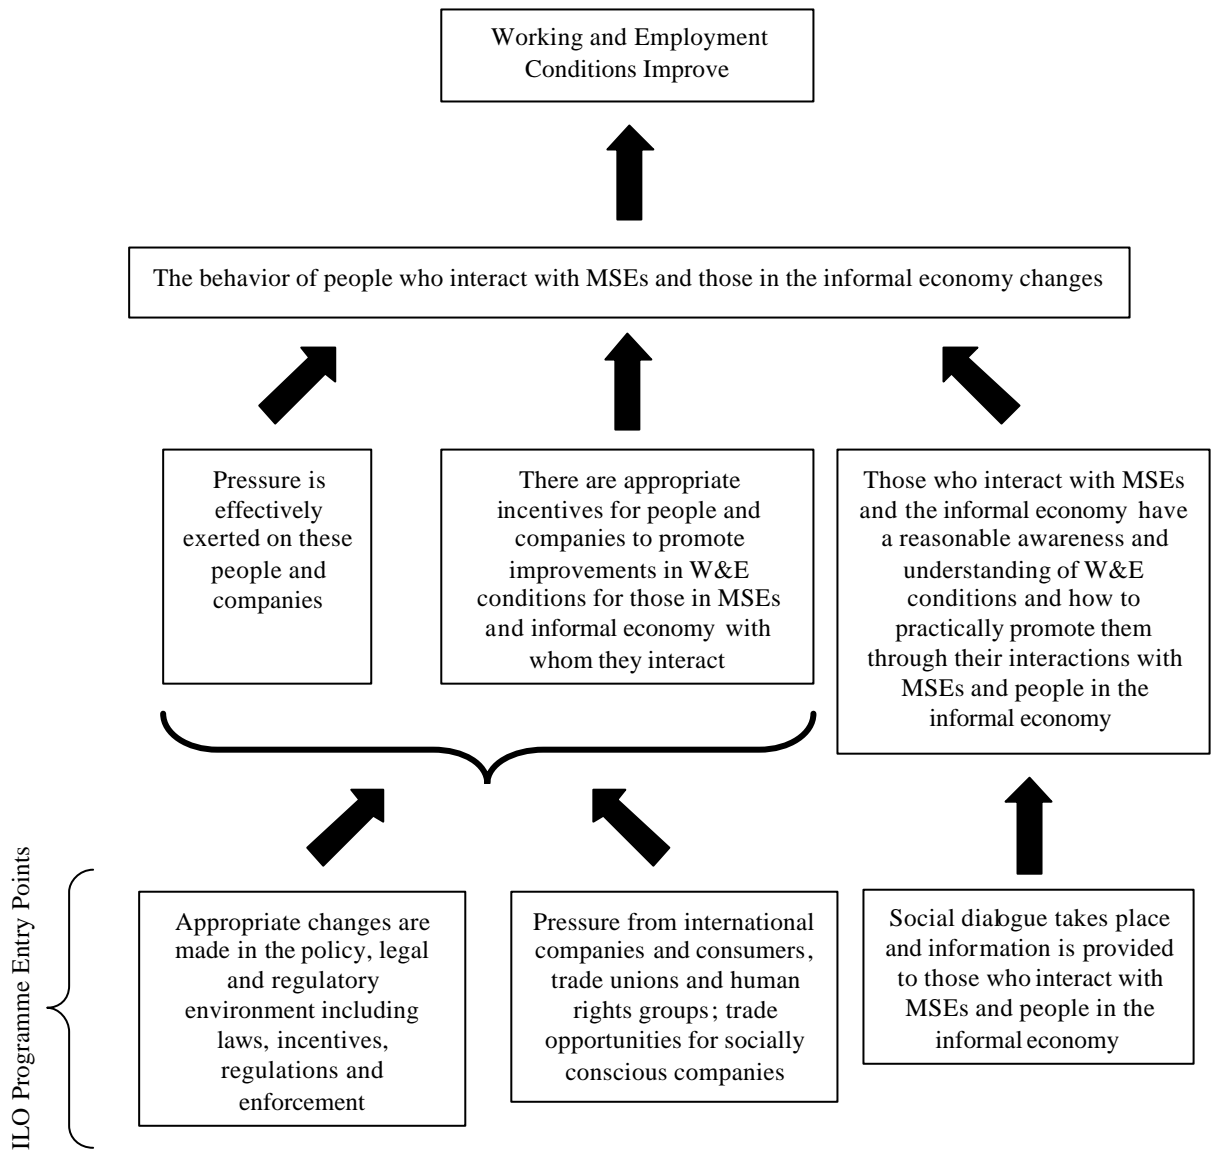 Working and Employment
Conditions Improve
The behavior of people who interact with MSEs and those in the informal economy changes
Pressure is
effectively
exerted on these
people and
companies
There are appropriate
incentives for people and
companies to promote
improvements in W&E
conditions for those in MSEs
and informal economy with
whom they interact
Those who interact with MSEs
and the informal economy have
a reasonable awareness and
understanding of W&E
conditions and how to
practically promote them
through their interactions with
MSEs and people in the
informal economy
ILO Programme Entry Points
Appropriate changes are
made in the policy, legal
and regulatory
environment including
laws, incentives,
regulations and
enforcement
Pressure from international
companies and consumers,
trade unions and human
rights groups; trade
opportunities for socially
conscious companies
Social dialogue takes place
and information is provided
to those who interact with
MSEs and people in the
informal economy